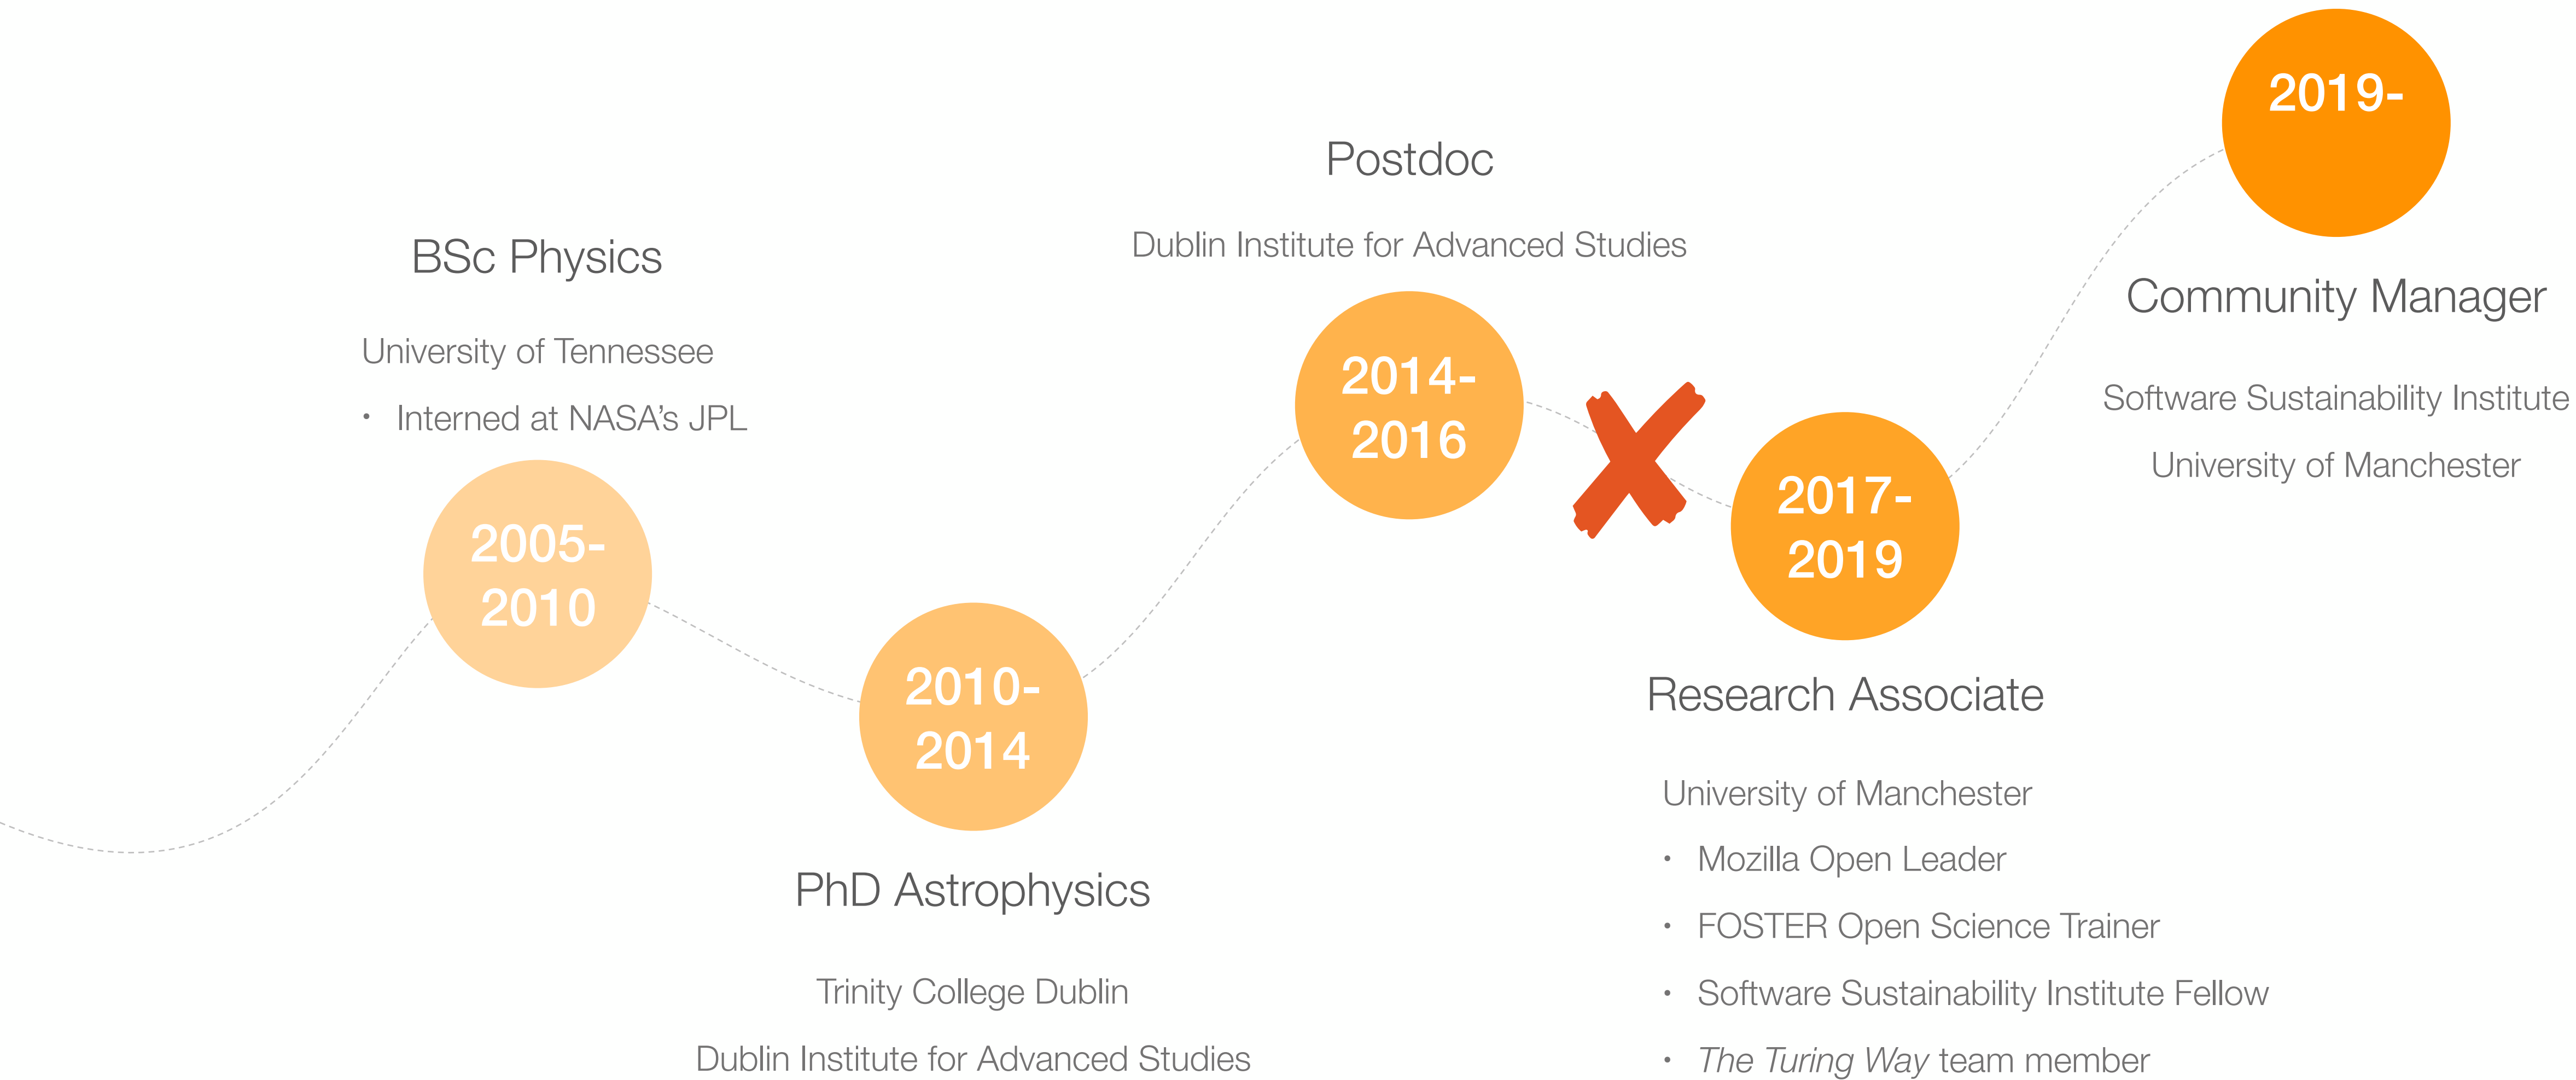 BSc Physics
University of Tennessee
• Interned at NASA’s JPL
2005-
2010
2010-
2014
PhD Astrophysics
Trinity College Dublin
Dublin Institute for Advanced Studies
Postdoc
Dublin Institute for Advanced Studies
2014-
2016
2017-
2019
Research Associate
University of Manchester
• Mozilla Open Leader
• FOSTER Open Science Trainer
• Software Sustainability Institute Fellow
• The Turing Way team member
2019-
Community Manager
Software Sustainability Institute
University of Manchester